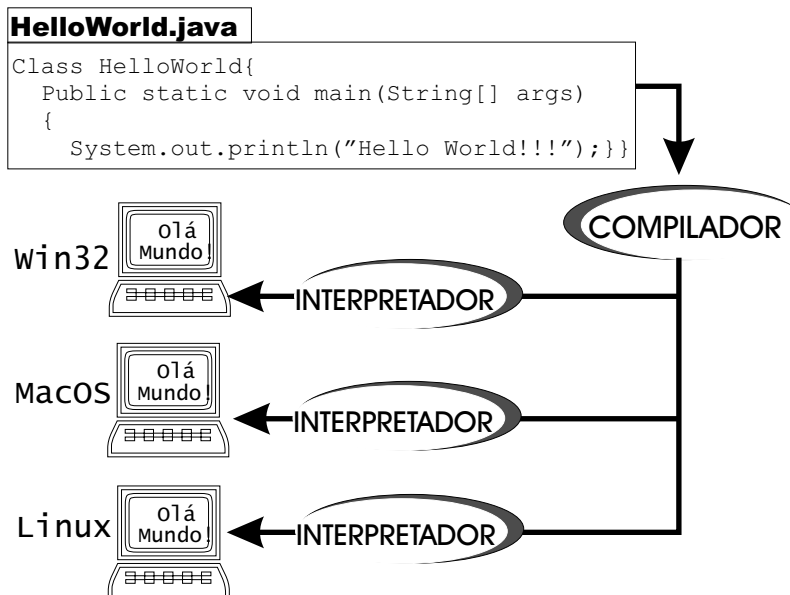 HelloWorld.java
Class HelloWorld{
Public static void main(String[] args)
{
System.out.println(”Hello World!!!”);}}
COMPILADOR
Win32
Olá
Mundo!
INTERPRETADOR
MacOS
Olá
Mundo!
INTERPRETADOR
Linux
Olá
Mundo!
INTERPRETADOR